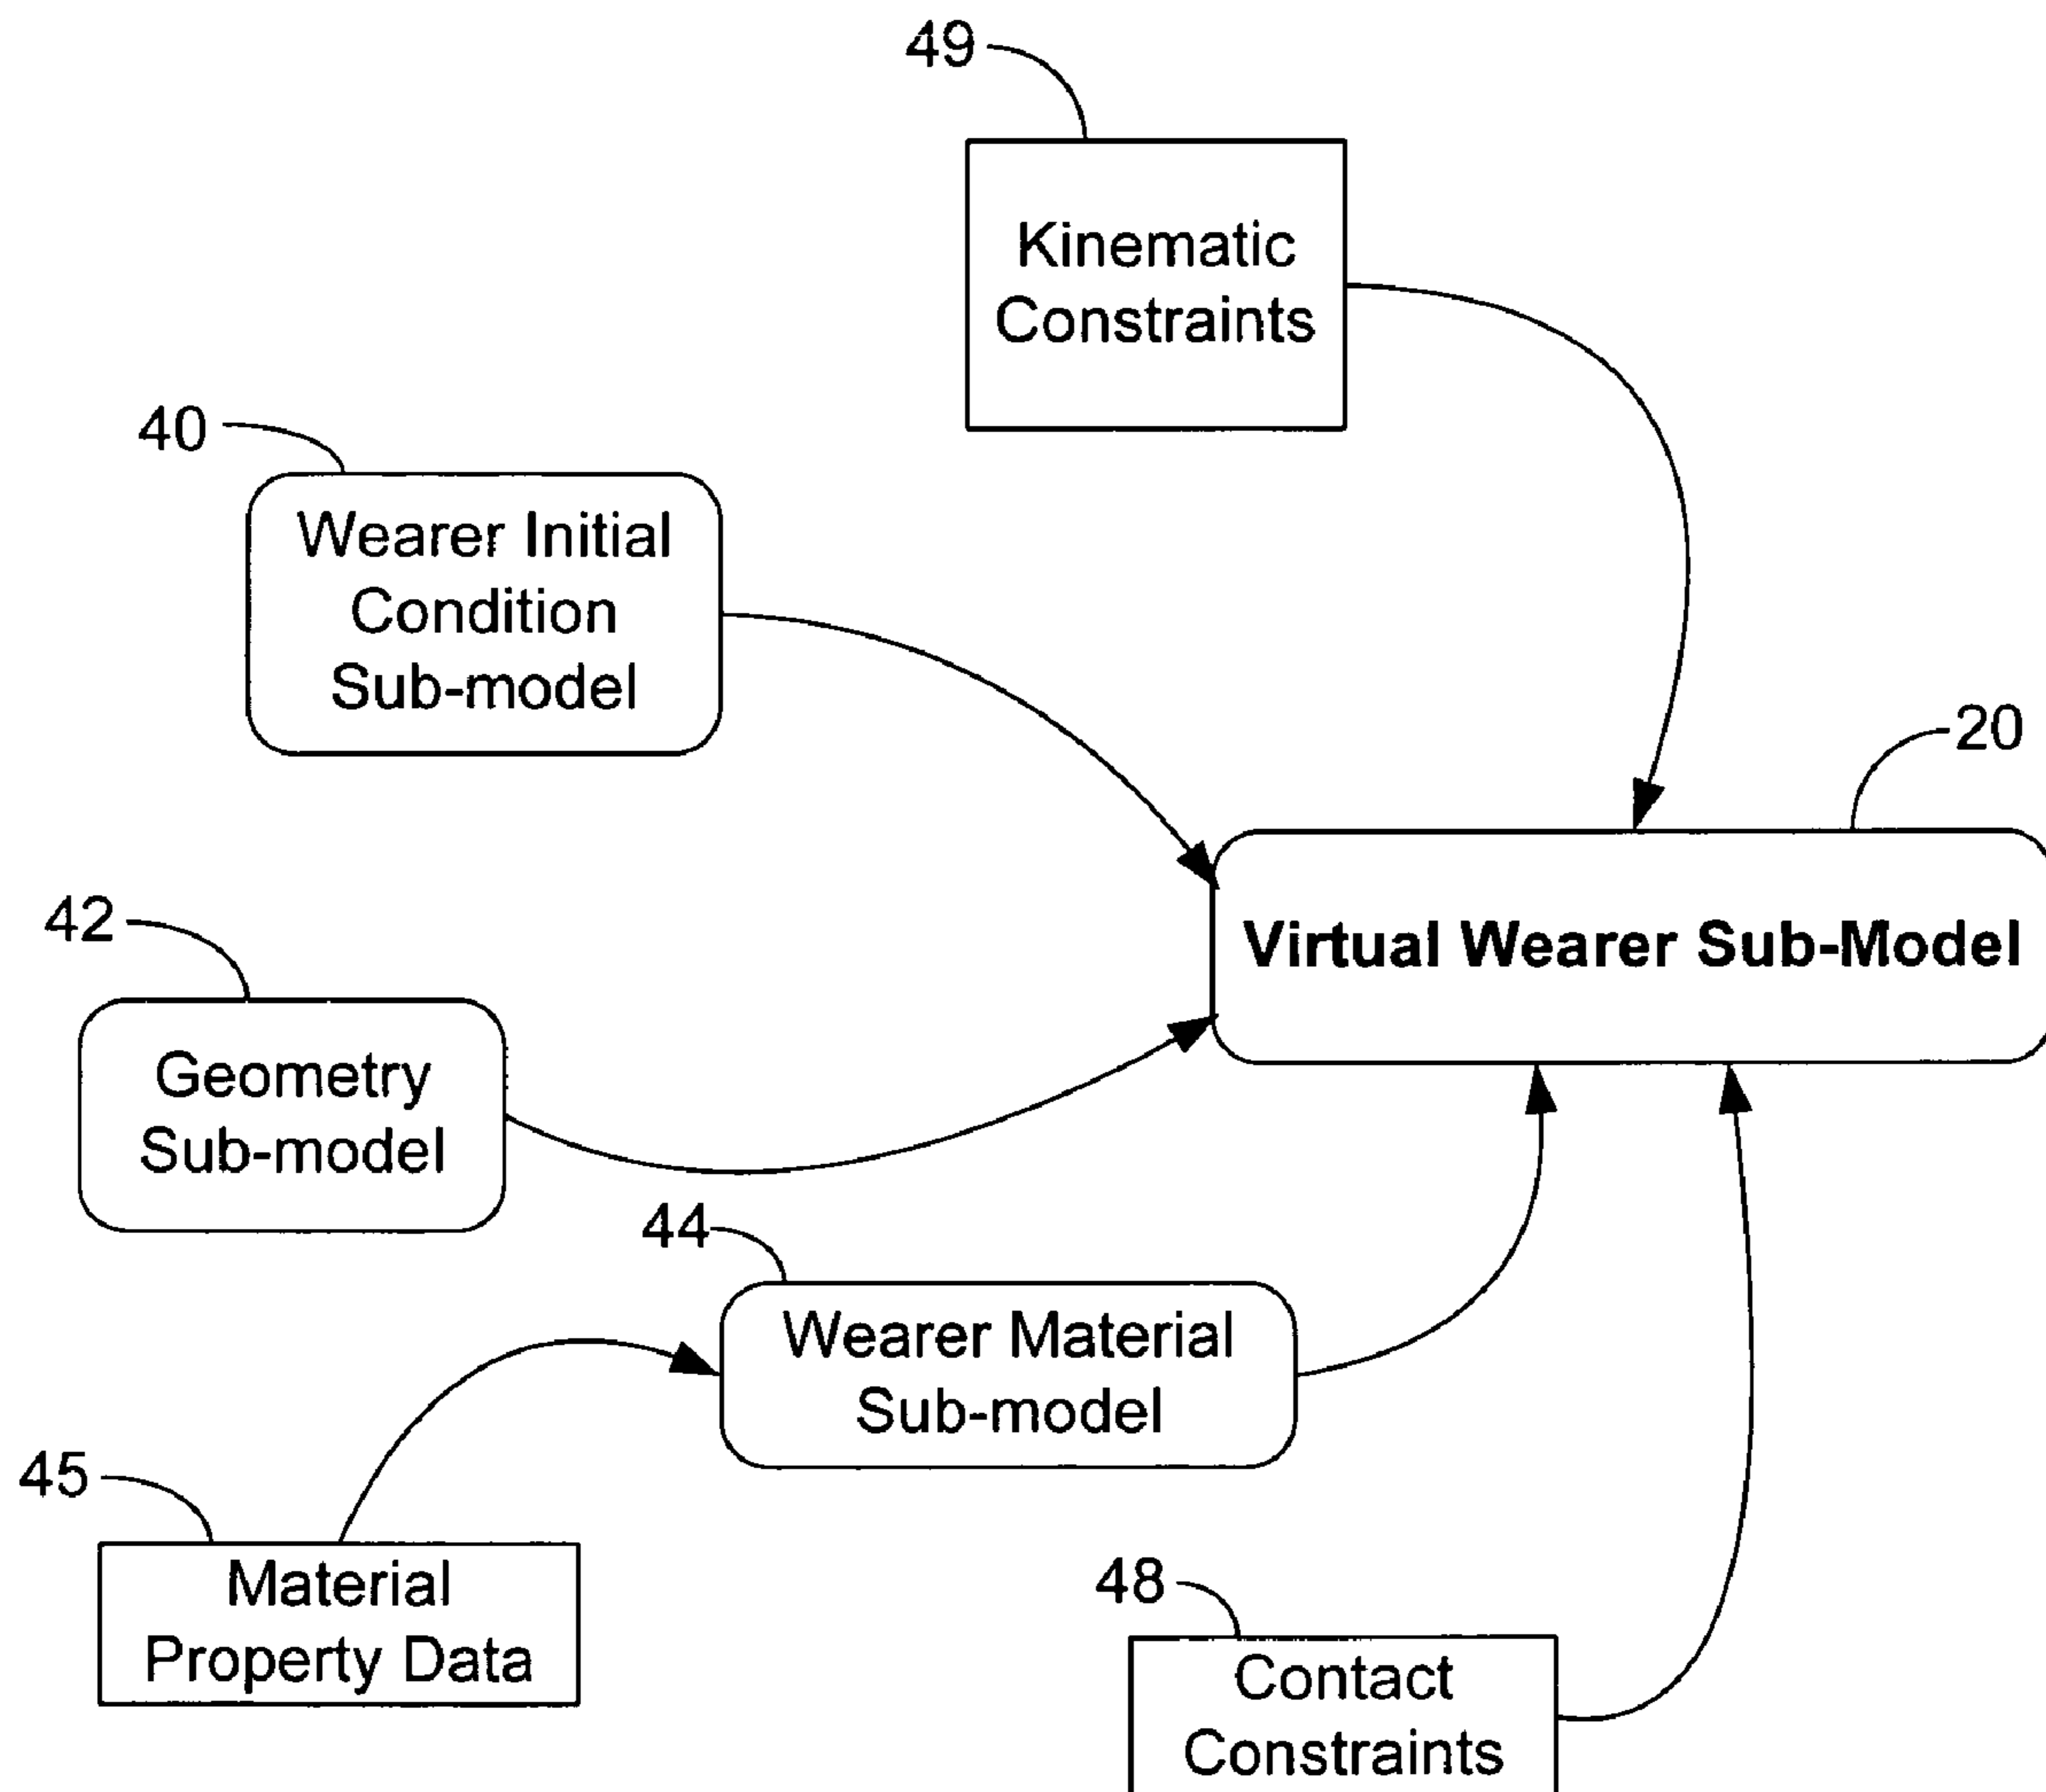 49
Kinematic
Constraints
40
Wearer Initial
Condition
Sub-model
20
Virtual Wearer Sub-Model
42
Geometry
Sub-model
44
Wearer Material
Sub-model
45
Material
Property Data
48
Contact
Constraints